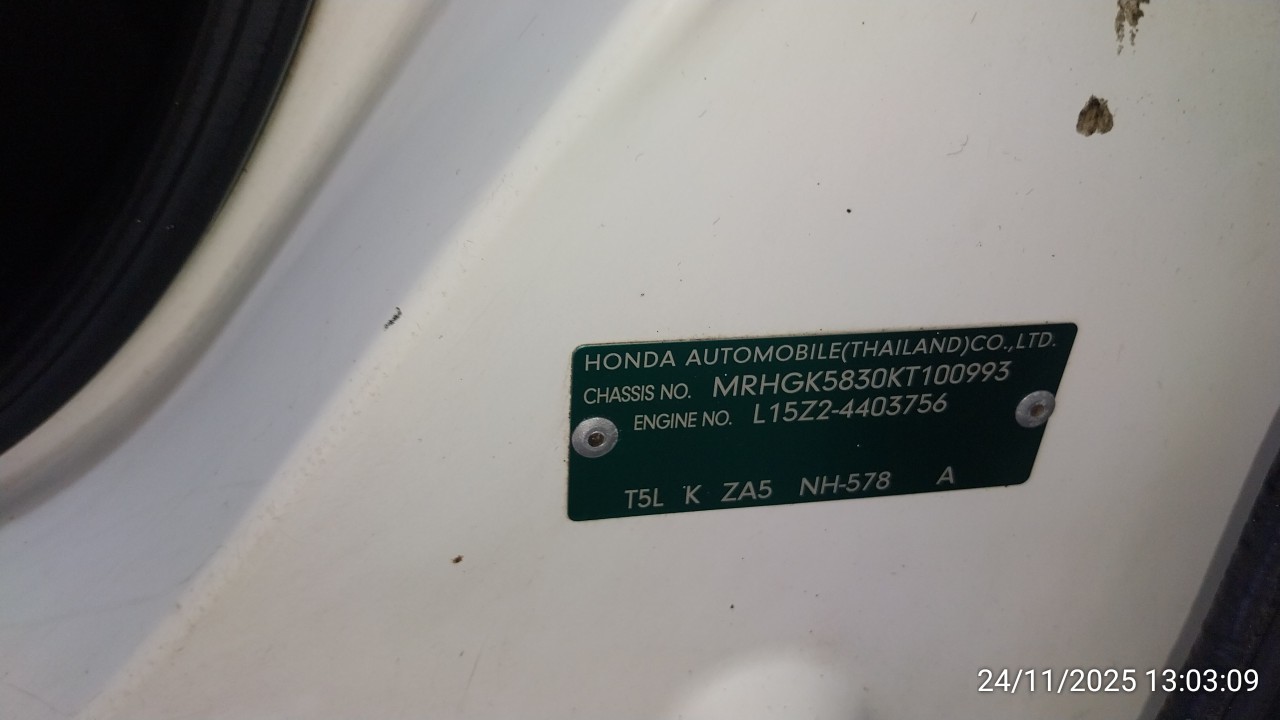 HONDA AUTOMOBILE(THAILAND)CO.,LTD.
CHASSIS NO. MRHGK5830KT100993
ENGINE NO. L15Z2-4403756
T5L K ZA5 NH-578 A
24/11/2025 13:03:09